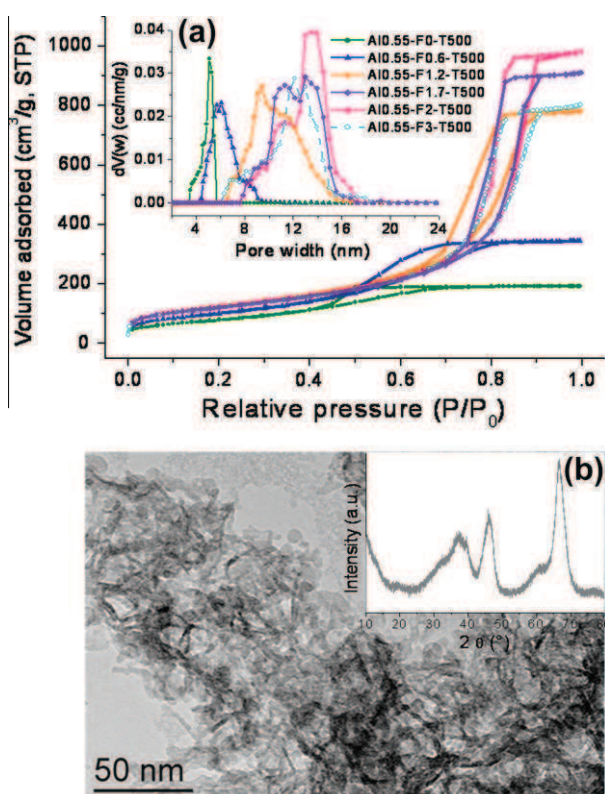 (a)
Volume adsorbed (cm³/g, STP)
1000
800
600
400
200
0
0.0 0.2 0.4 0.6 0.8 1.0
Relative pressure (P/P₀)
dV(w) (cc/nm/g)
0.04
0.03
0.02
0.01
0.00
4 8 12 16 20 24
Pore width (nm)
Al0.55-F0-T500
Al0.55-F0.6-T500
Al0.55-F1.2-T500
Al0.55-F1.7-T500
Al0.55-F2-T500
Al0.55-F3-T500
(b)
Intensity (a.u.)
10 20 30 40 50 60 70 80
2 θ (°)
50 nm